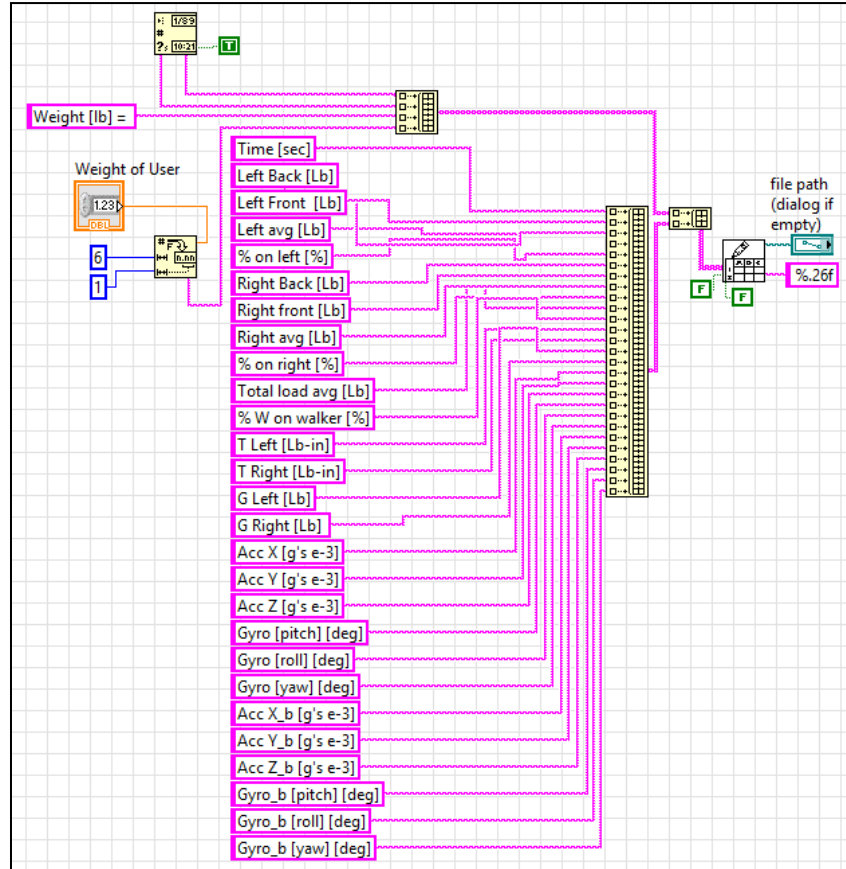 1/89
#
?: 10:21
T
Weight [lb] =
Weight of User
1.23
DBL
#
n.nn
6
1
Time [sec]
Left Back [Lb]
Left Front [Lb]
Left avg [Lb]
% on left [%]
Right Back [Lb]
Right front [Lb]
Right avg [Lb]
% on right [%]
Total load avg [Lb]
% W on walker [%]
T Left [Lb-in]
T Right [Lb-in]
G Left [Lb]
G Right [Lb]
Acc X [g's e-3]
Acc Y [g's e-3]
Acc Z [g's e-3]
Gyro [pitch] [deg]
Gyro [roll] [deg]
Gyro [yaw] [deg]
Acc X_b [g's e-3]
Acc Y_b [g's e-3]
Acc Z_b [g's e-3]
Gyro_b [pitch] [deg]
Gyro_b [roll] [deg]
Gyro_b [yaw] [deg]
file path
(dialog if
empty)
%.26f
F
F